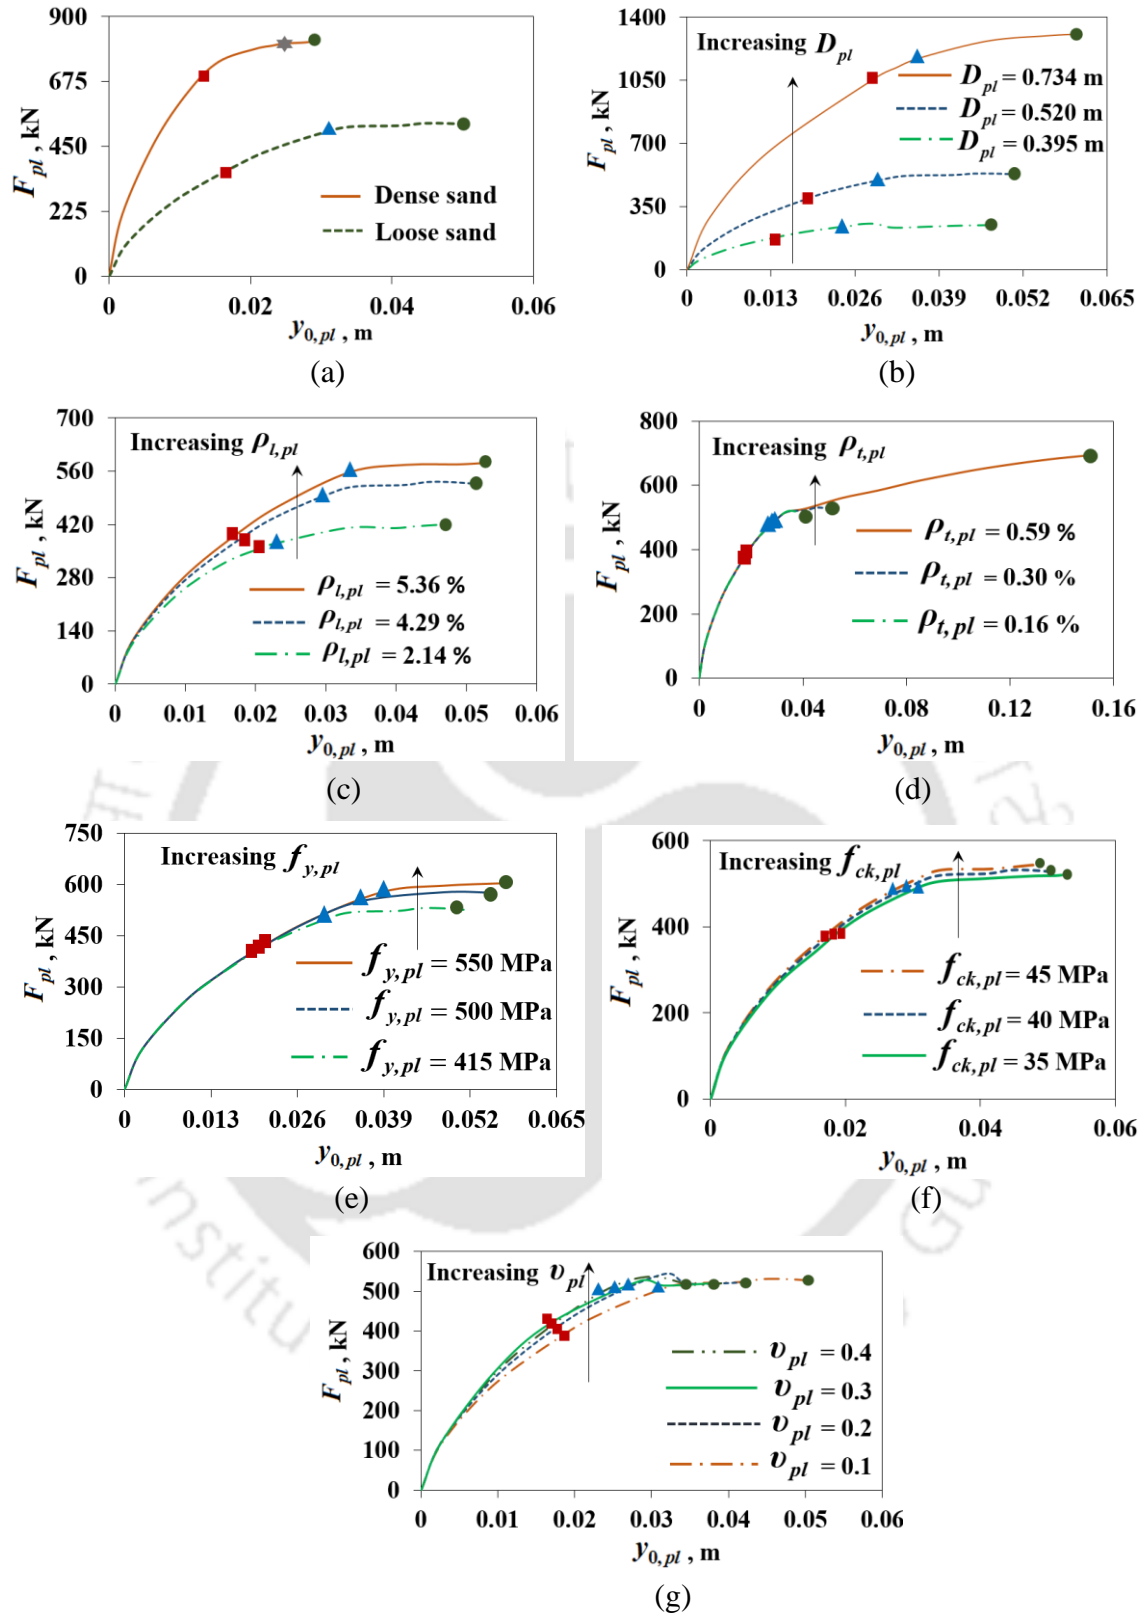 900
675
450
225
0
F_pl, kN
Dense sand
Loose sand
0 0.02 0.04 0.06
y_0,pl, m
(a)
1400
1050
700
350
0
F_pl, kN
Increasing D_pl
D_pl = 0.734 m
D_pl = 0.520 m
D_pl = 0.395 m
0 0.013 0.026 0.039 0.052 0.065
y_0,pl, m
(b)
700
560
420
280
140
0
F_pl, kN
Increasing ρ_l,pl
ρ_l,pl = 5.36 %
ρ_l,pl = 4.29 %
ρ_l,pl = 2.14 %
0 0.01 0.02 0.03 0.04 0.05 0.06
y_0,pl, m
(c)
800
600
400
200
0
F_pl, kN
Increasing ρ_t,pl
ρ_t,pl = 0.59 %
ρ_t,pl = 0.30 %
ρ_t,pl = 0.16 %
0 0.04 0.08 0.12 0.16
y_0,pl, m
(d)
750
600
450
300
150
0
F_pl, kN
Increasing f_y,pl
f_y,pl = 550 MPa
f_y,pl = 500 MPa
f_y,pl = 415 MPa
0 0.013 0.026 0.039 0.052 0.065
y_0,pl, m
(e)
600
400
200
0
F_pl, kN
Increasing f_ck,pl
f_ck,pl = 45 MPa
f_ck,pl = 40 MPa
f_ck,pl = 35 MPa
0 0.02 0.04 0.06
y_0,pl, m
(f)
600
500
400
300
200
100
0
F_pl, kN
Increasing υ_pl
υ_pl = 0.4
υ_pl = 0.3
υ_pl = 0.2
υ_pl = 0.1
0 0.01 0.02 0.03 0.04 0.05 0.06
y_0,pl, m
(g)